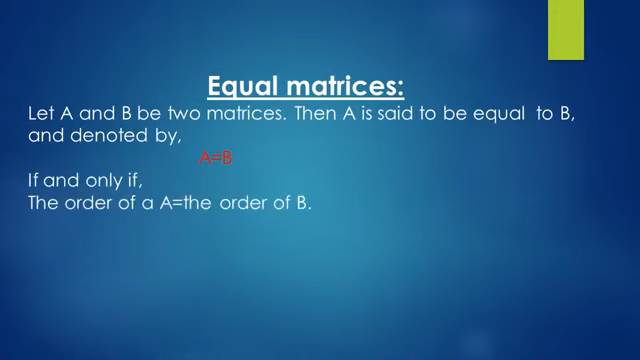 Equal matrices:
Let A and B be two matrices. Then A is said to be equal to B,
and denoted by,
A=B
If and only if,
The order of a A=the order of B.